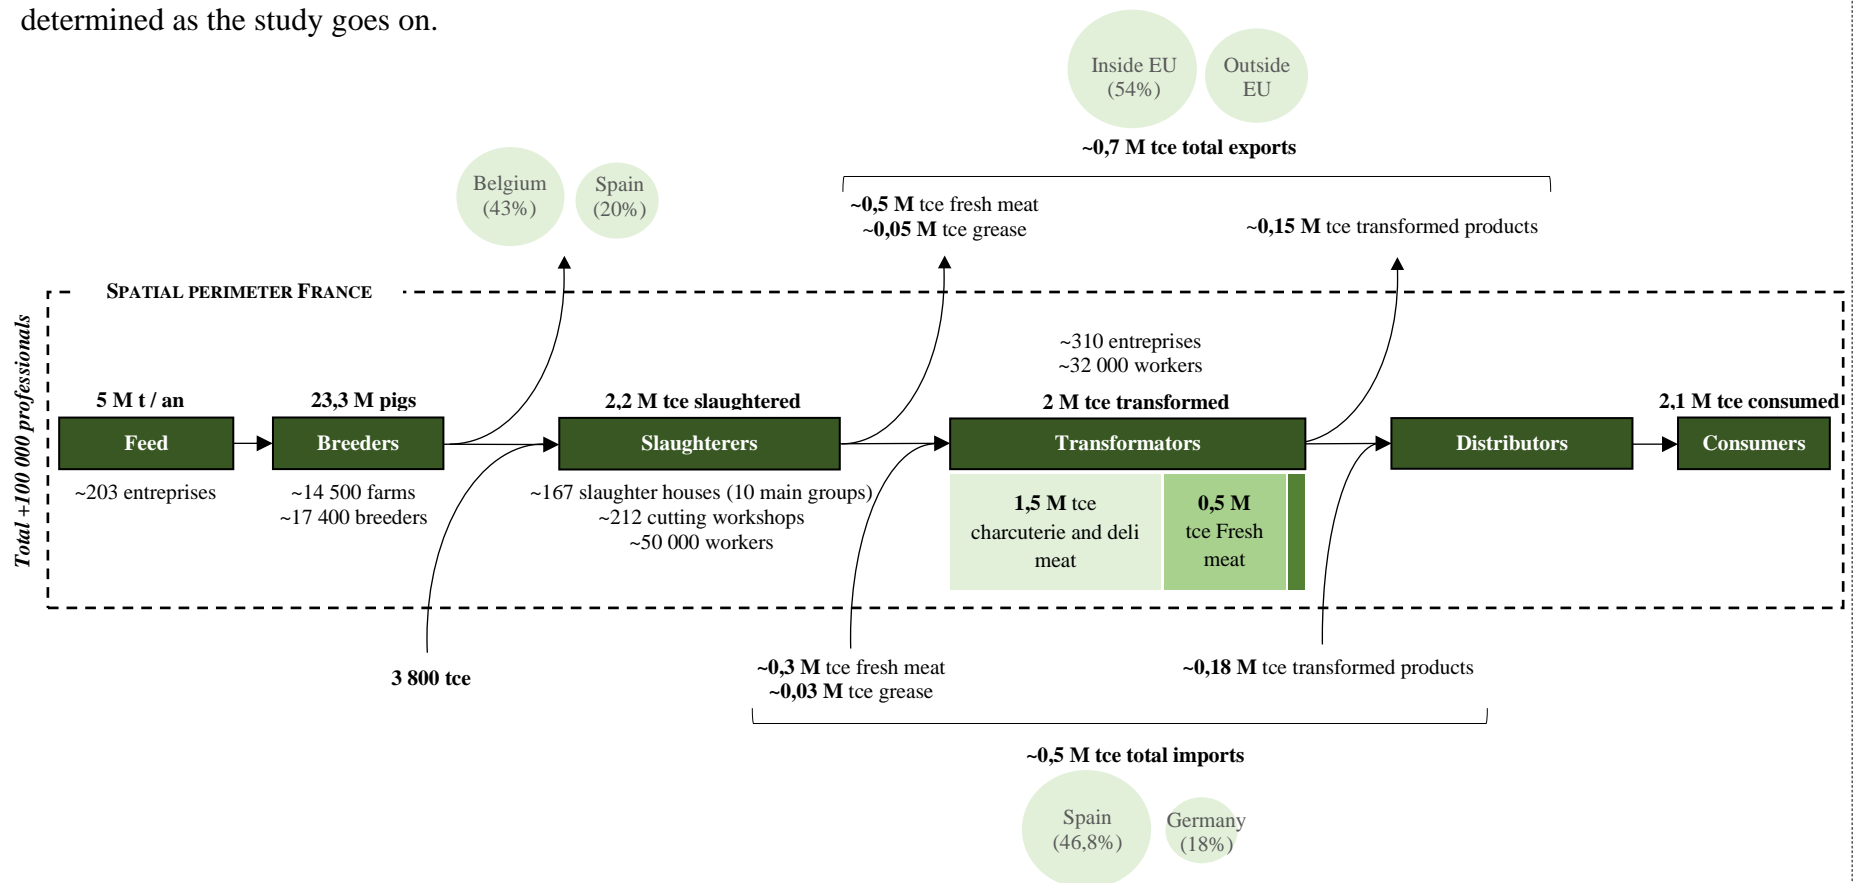 determined as the study goes on.
Inside EU
(54%)
Outside
EU
~0,7 M tce total exports
Belgium
(43%)
Spain
(20%)
~0,5 M tce fresh meat
~0,05 M tce grease
~0,15 M tce transformed products
SPATIAL PERIMETER FRANCE
Total +100 000 professionals
~310 entreprises
~32 000 workers
5 M t / an
23,3 M pigs
2,2 M tce slaughtered
2 M tce transformed
2,1 M tce consumed
Feed
Breeders
Slaughterers
Transformators
Distributors
Consumers
~203 entreprises
~14 500 farms
~17 400 breeders
~167 slaughter houses (10 main groups)
~212 cutting workshops
~50 000 workers
1,5 M tce
charcuterie and deli
meat
0,5 M
tce Fresh
meat
3 800 tce
~0,3 M tce fresh meat
~0,03 M tce grease
~0,18 M tce transformed products
~0,5 M tce total imports
Spain
(46,8%)
Germany
(18%)